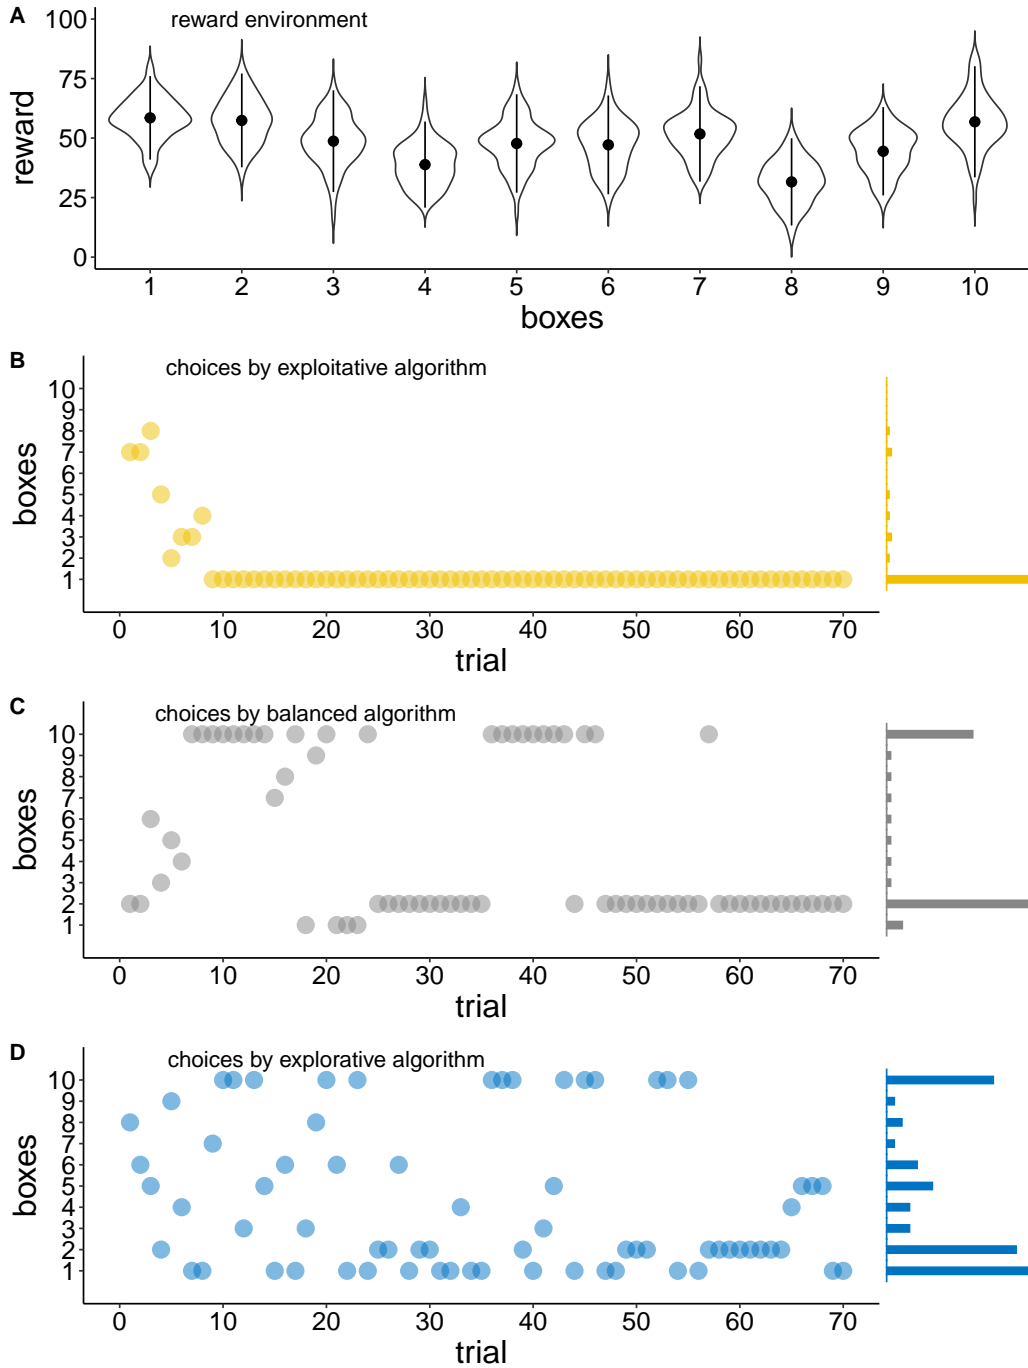 A
reward environment
100
75
50
25
0
reward
1 2 3 4 5 6 7 8 9 10
boxes
B
choices by exploitative algorithm
10
9
8
7
6
5
4
3
2
1
boxes
0 10 20 30 40 50 60 70
trial
C
choices by balanced algorithm
10
9
8
7
6
5
4
3
2
1
boxes
0 10 20 30 40 50 60 70
trial
D
choices by explorative algorithm
10
9
8
7
6
5
4
3
2
1
boxes
0 10 20 30 40 50 60 70
trial